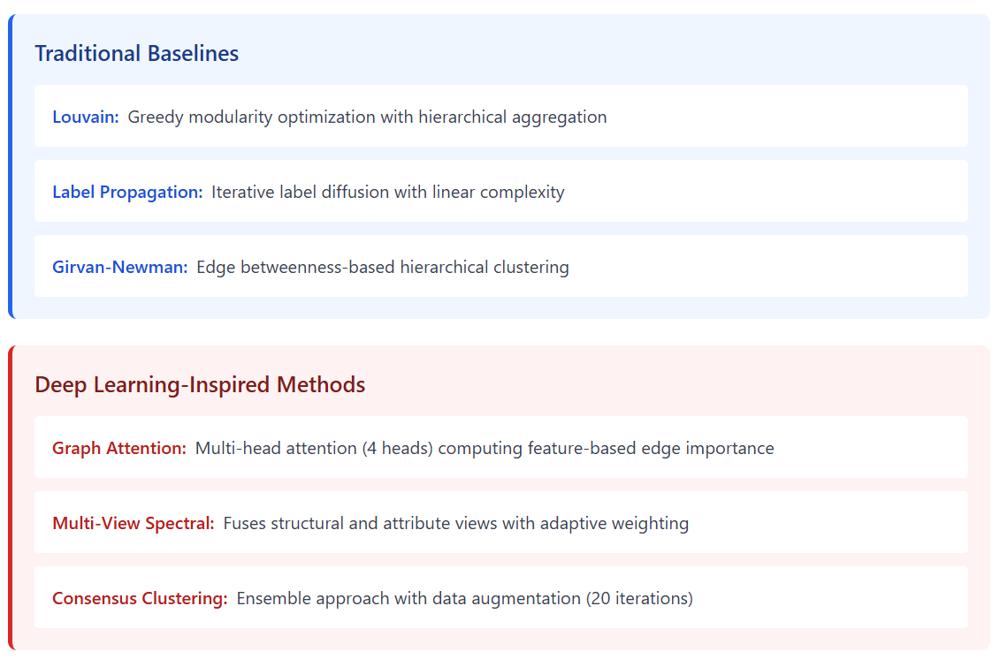 Traditional Baselines
Louvain: Greedy modularity optimization with hierarchical aggregation
Label Propagation: Iterative label diffusion with linear complexity
Girvan-Newman: Edge betweenness-based hierarchical clustering
Deep Learning-Inspired Methods
Graph Attention: Multi-head attention (4 heads) computing feature-based edge importance
Multi-View Spectral: Fuses structural and attribute views with adaptive weighting
Consensus Clustering: Ensemble approach with data augmentation (20 iterations)